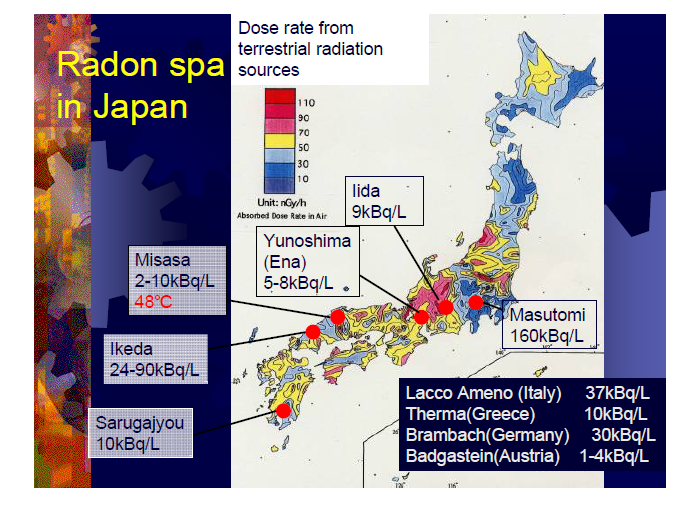 Radon spa
in Japan
Dose rate from
terrestrial radiation
sources
110
90
70
50
30
10
Unit: nGy/h
Absorbed Dose Rate in Air
Iida
9kBq/L
Yunoshima
(Ena)
5-8kBq/L
Misasa
2-10kBq/L
48℃
Masutomi
160kBq/L
Ikeda
24-90kBq/L
Sarugajyou
10kBq/L
Lacco Ameno (Italy) 37kBq/L
Therma(Greece) 10kBq/L
Brambach(Germany) 30kBq/L
Badgastein(Austria) 1-4kBq/L